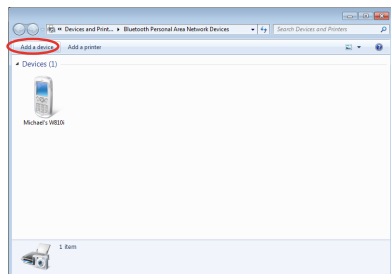 Devices and Print... ▸ Bluetooth Personal Area Network Devices
Search Devices and Printers
Add a device
Add a printer
Devices (1)
Michael's W810i
1 item